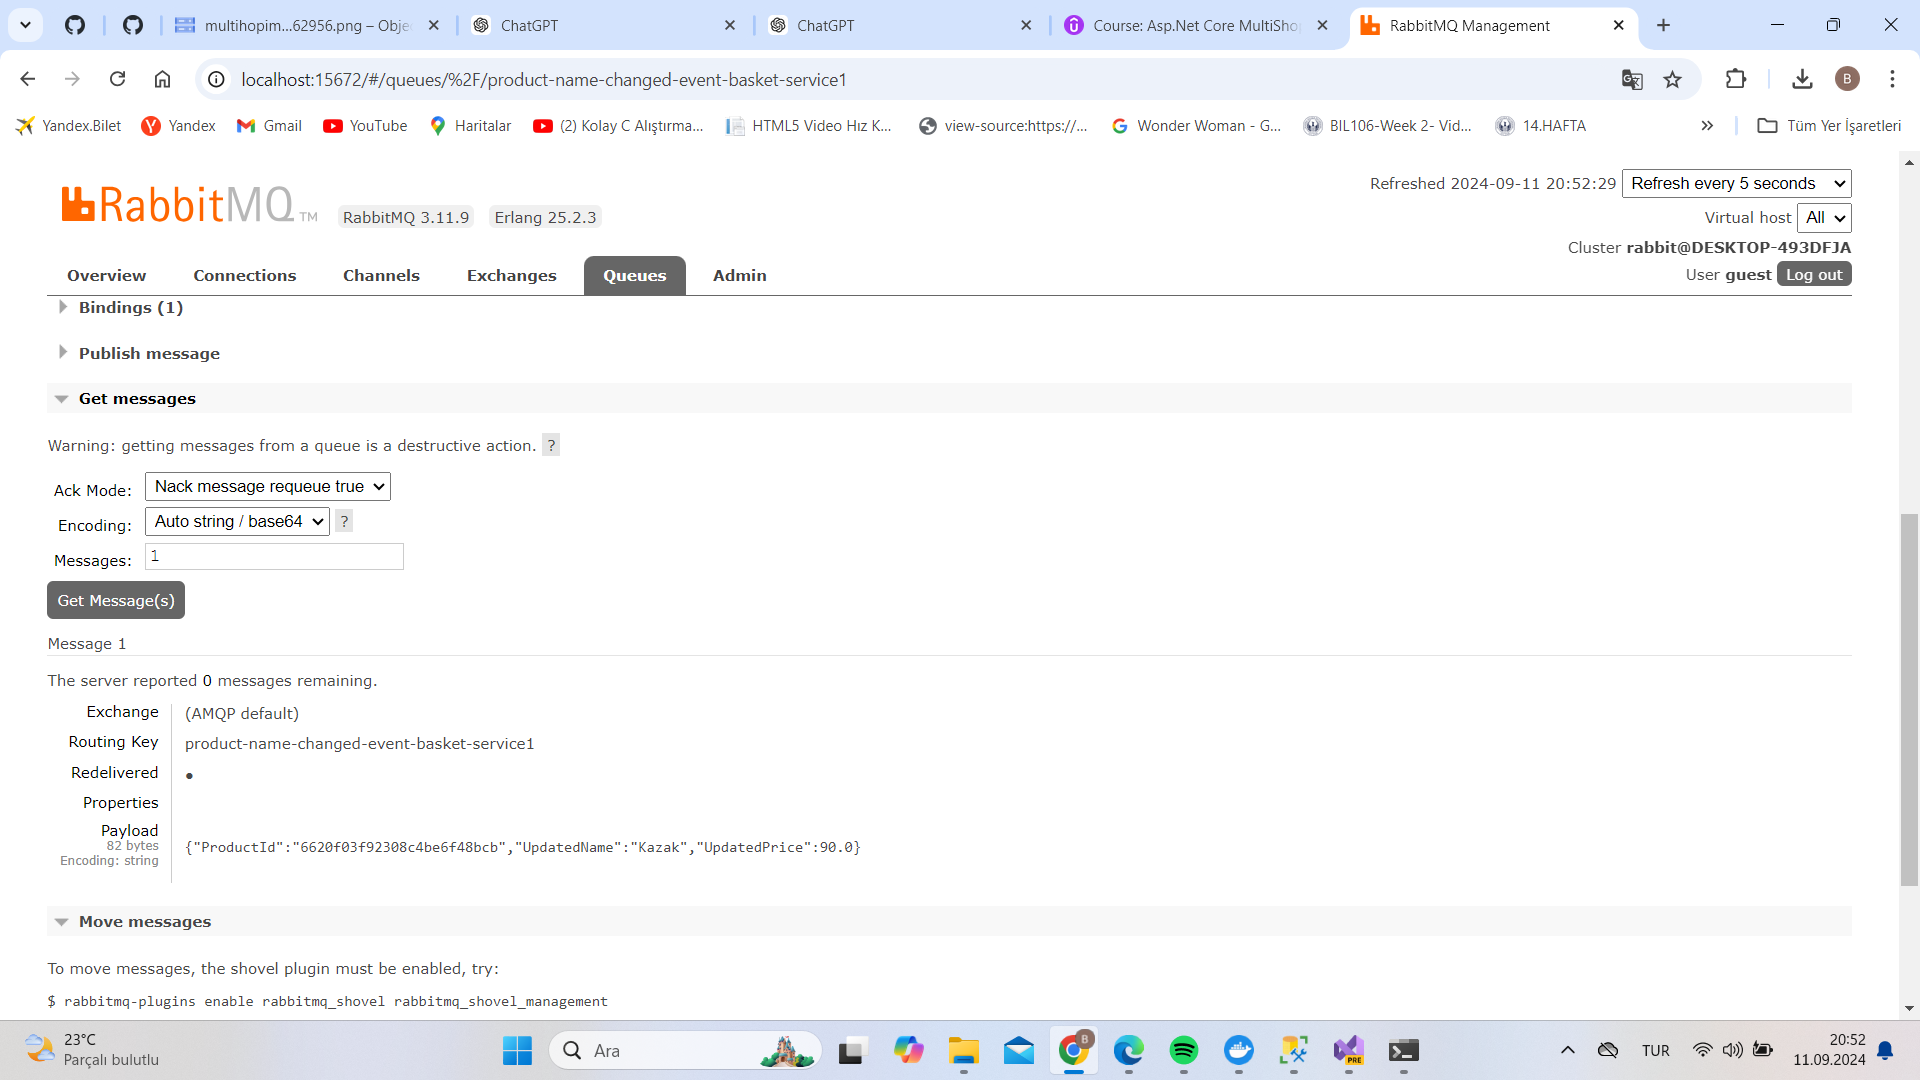 multihopim...62956.png – Obje
ChatGPT
ChatGPT
Course: Asp.Net Core MultiSho
RabbitMQ Management
localhost:15672/#/queues/%2F/product-name-changed-event-basket-service1
B
Yandex.Bilet
Yandex
Gmail
YouTube
Haritalar
(2) Kolay C Alıştırma...
HTML5 Video Hız K...
view-source:https://...
Wonder Woman - G...
BIL106-Week 2- Vid...
14.HAFTA
Tüm Yer İşaretleri
RabbitMQ TM
RabbitMQ 3.11.9
Erlang 25.2.3
Refreshed 2024-09-11 20:52:29
Refresh every 5 seconds
Virtual host All
Cluster rabbit@DESKTOP-493DFJA
User guest Log out
Overview
Connections
Channels
Exchanges
Queues
Admin
Bindings (1)
Publish message
Get messages
Warning: getting messages from a queue is a destructive action. ?
Ack Mode: Nack message requeue true
Encoding: Auto string / base64 ?
Messages: 1
Get Message(s)
Message 1
The server reported 0 messages remaining.
Exchange (AMQP default)
Routing Key product-name-changed-event-basket-service1
Redelivered ●
Properties
Payload
82 bytes
Encoding: string
{"ProductId":"6620f03f92308c4be6f48bcb","UpdatedName":"Kazak","UpdatedPrice":90.0}
Move messages
To move messages, the shovel plugin must be enabled, try:
$ rabbitmq-plugins enable rabbitmq_shovel rabbitmq_shovel_management
23°C
Parçalı bulutlu
Ara
B
PRE
TUR
20:52
11.09.2024